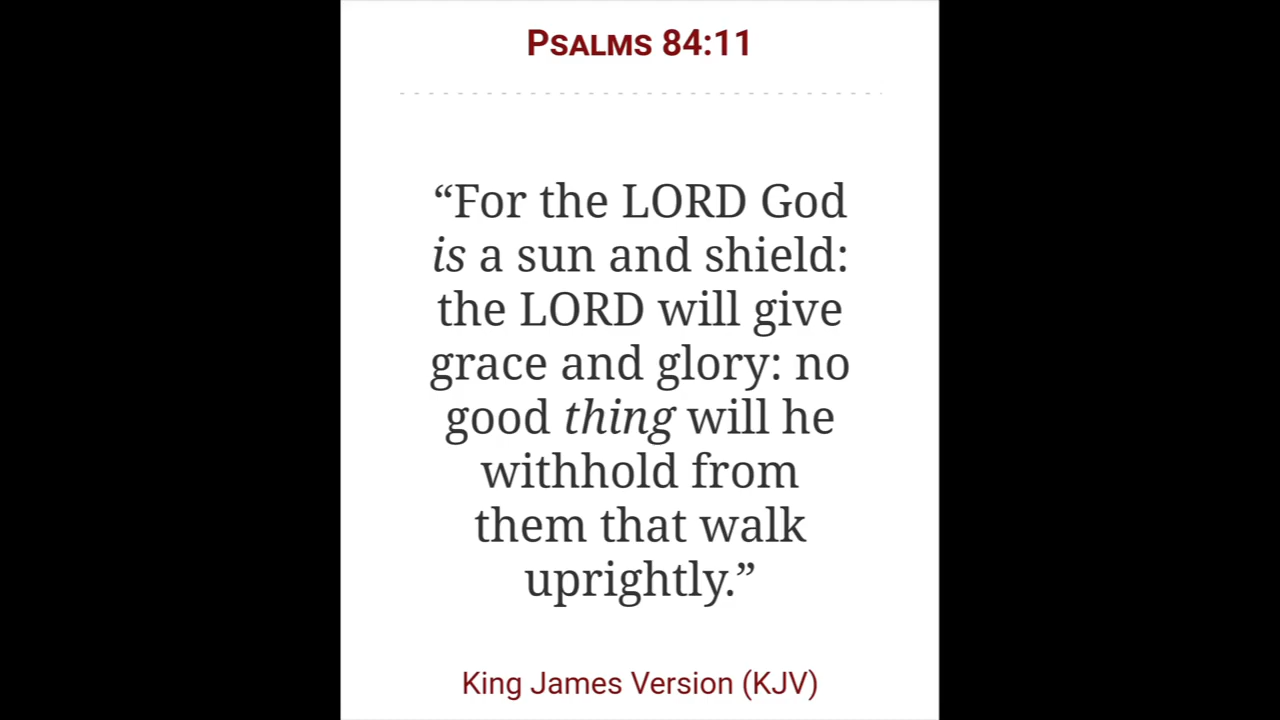 Psalms 84:11
“For the LORD God
is a sun and shield:
the LORD will give
grace and glory: no
good thing will he
withhold from
them that walk
uprightly.”
King James Version (KJV)